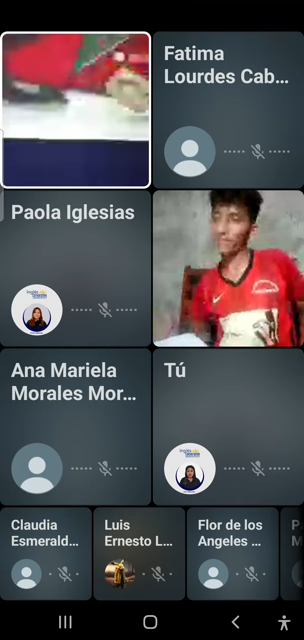 Fatima
Lourdes Cab...
Paola Iglesias
Ana Mariela
Morales Mor...
Tú
Claudia
Esmerald...
Luis
Ernesto L...
Flor de los
Angeles ...